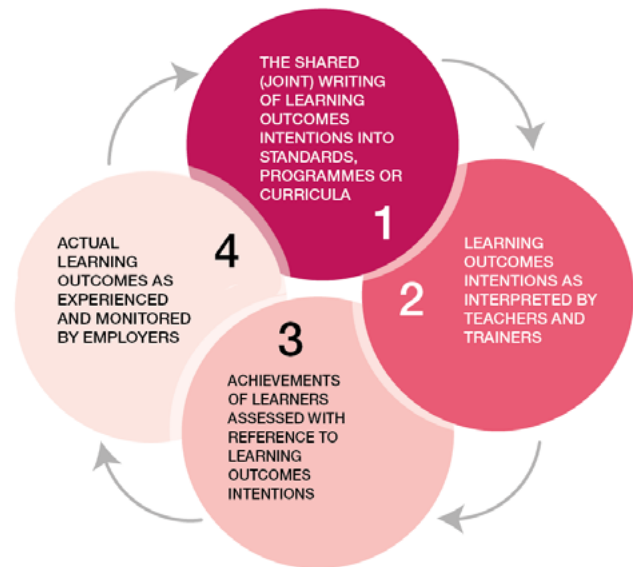 THE SHARED
(JOINT) WRITING
OF LEARNING
OUTCOMES
INTENTIONS INTO
STANDARDS,
PROGRAMMES OR
CURRICULA
1
LEARNING
OUTCOMES
INTENTIONS AS
INTERPRETED BY
TEACHERS AND
TRAINERS
2
3
ACHIEVEMENTS
OF LEARNERS
ASSESSED WITH
REFERENCE TO
LEARNING
OUTCOMES
INTENTIONS
4
ACTUAL
LEARNING
OUTCOMES AS
EXPERIENCED
AND MONITORED
BY EMPLOYERS